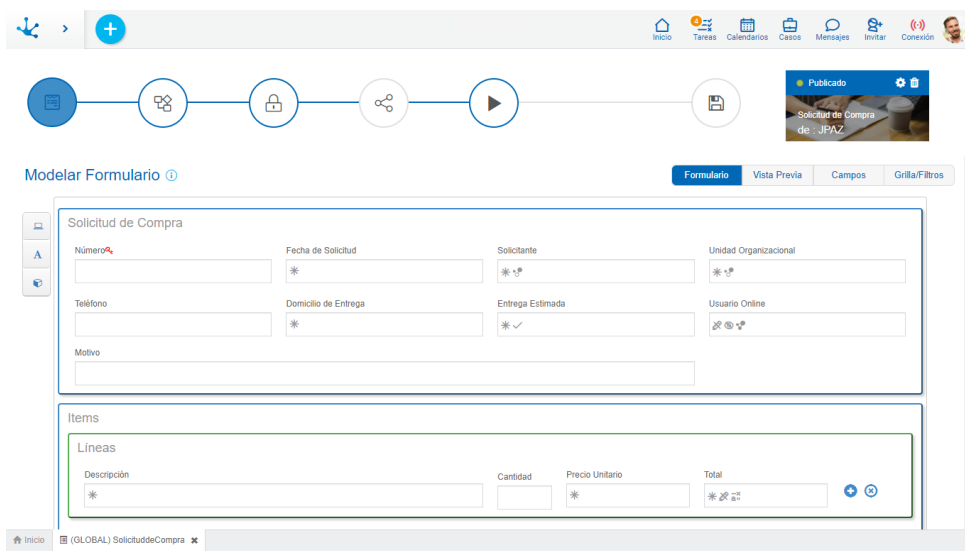 4
Inicio
Tareas
Calendarios
Casos
Mensajes
Invitar
Conexión
Publicado
Solicitud de Compra
de : JPAZ
Modelar Formulario
Formulario
Vista Previa
Campos
Grilla/Filtros
A
Solicitud de Compra
Número
Fecha de Solicitud
Solicitante
Unidad Organizacional
Teléfono
Domicilio de Entrega
Entrega Estimada
Usuario Online
Motivo
Items
Líneas
Descripción
Cantidad
Precio Unitario
Total
Inicio
(GLOBAL) SolicituddeCompra